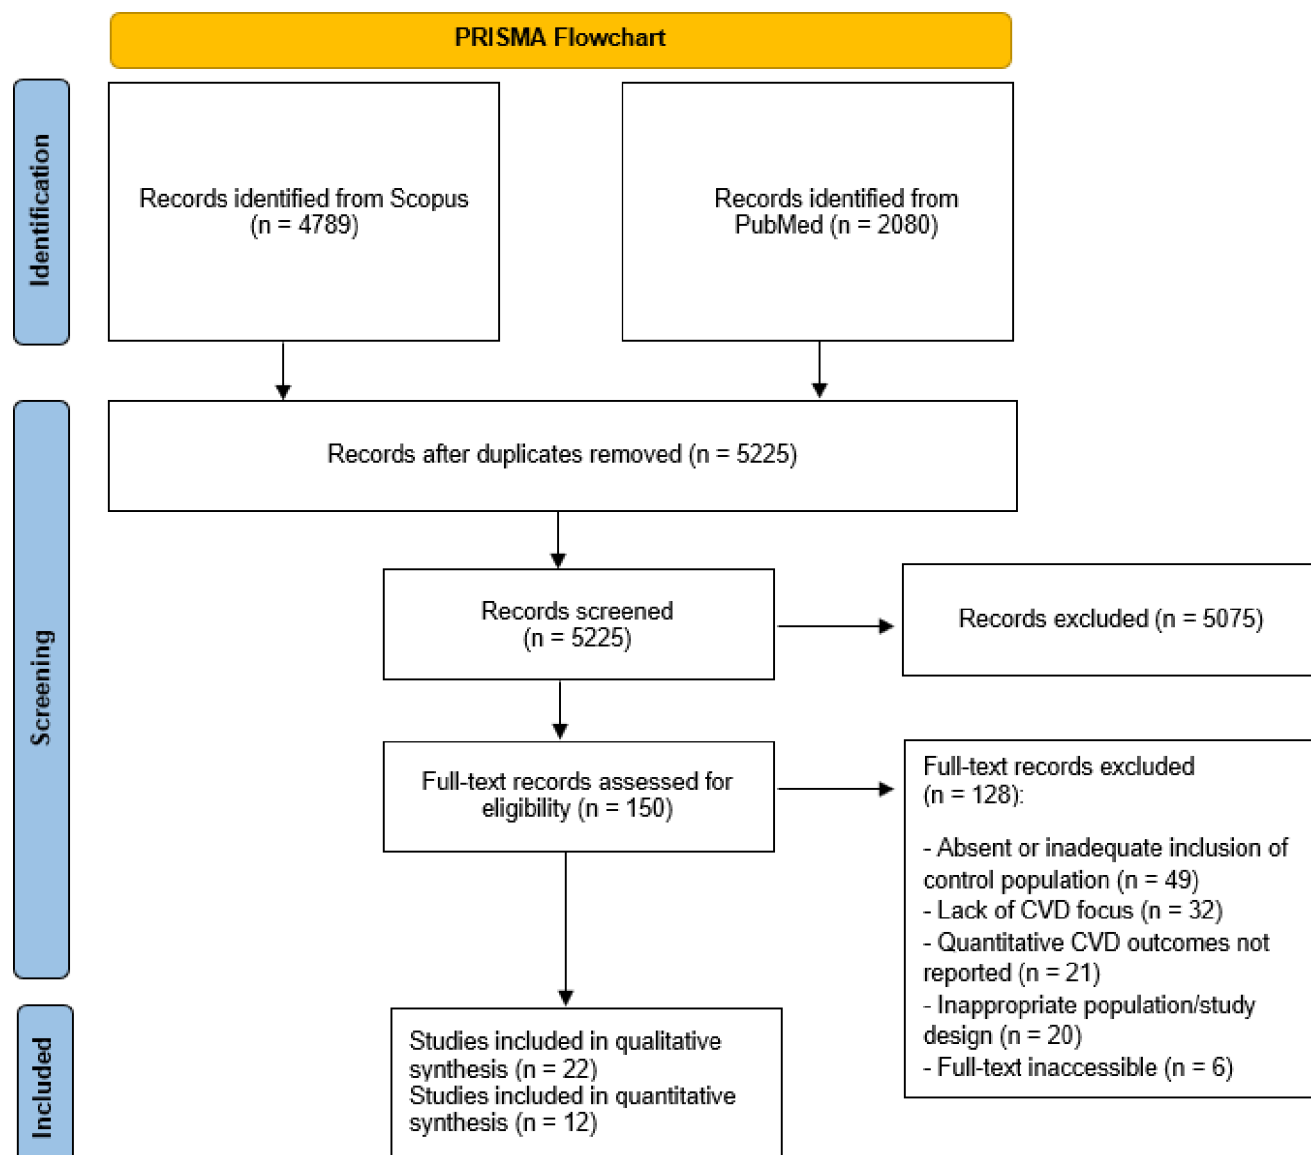 PRISMA Flowchart
Identification
Records identified from Scopus
(n = 4789)
Records identified from
PubMed (n = 2080)
Screening
Records after duplicates removed (n = 5225)
Records screened
(n = 5225)
Records excluded (n = 5075)
Full-text records assessed for
eligibility (n = 150)
Full-text records excluded
(n = 128):
- Absent or inadequate inclusion of
control population (n = 49)
- Lack of CVD focus (n = 32)
- Quantitative CVD outcomes not
reported (n = 21)
- Inappropriate population/study
design (n = 20)
- Full-text inaccessible (n = 6)
Included
Studies included in qualitative
synthesis (n = 22)
Studies included in quantitative
synthesis (n = 12)